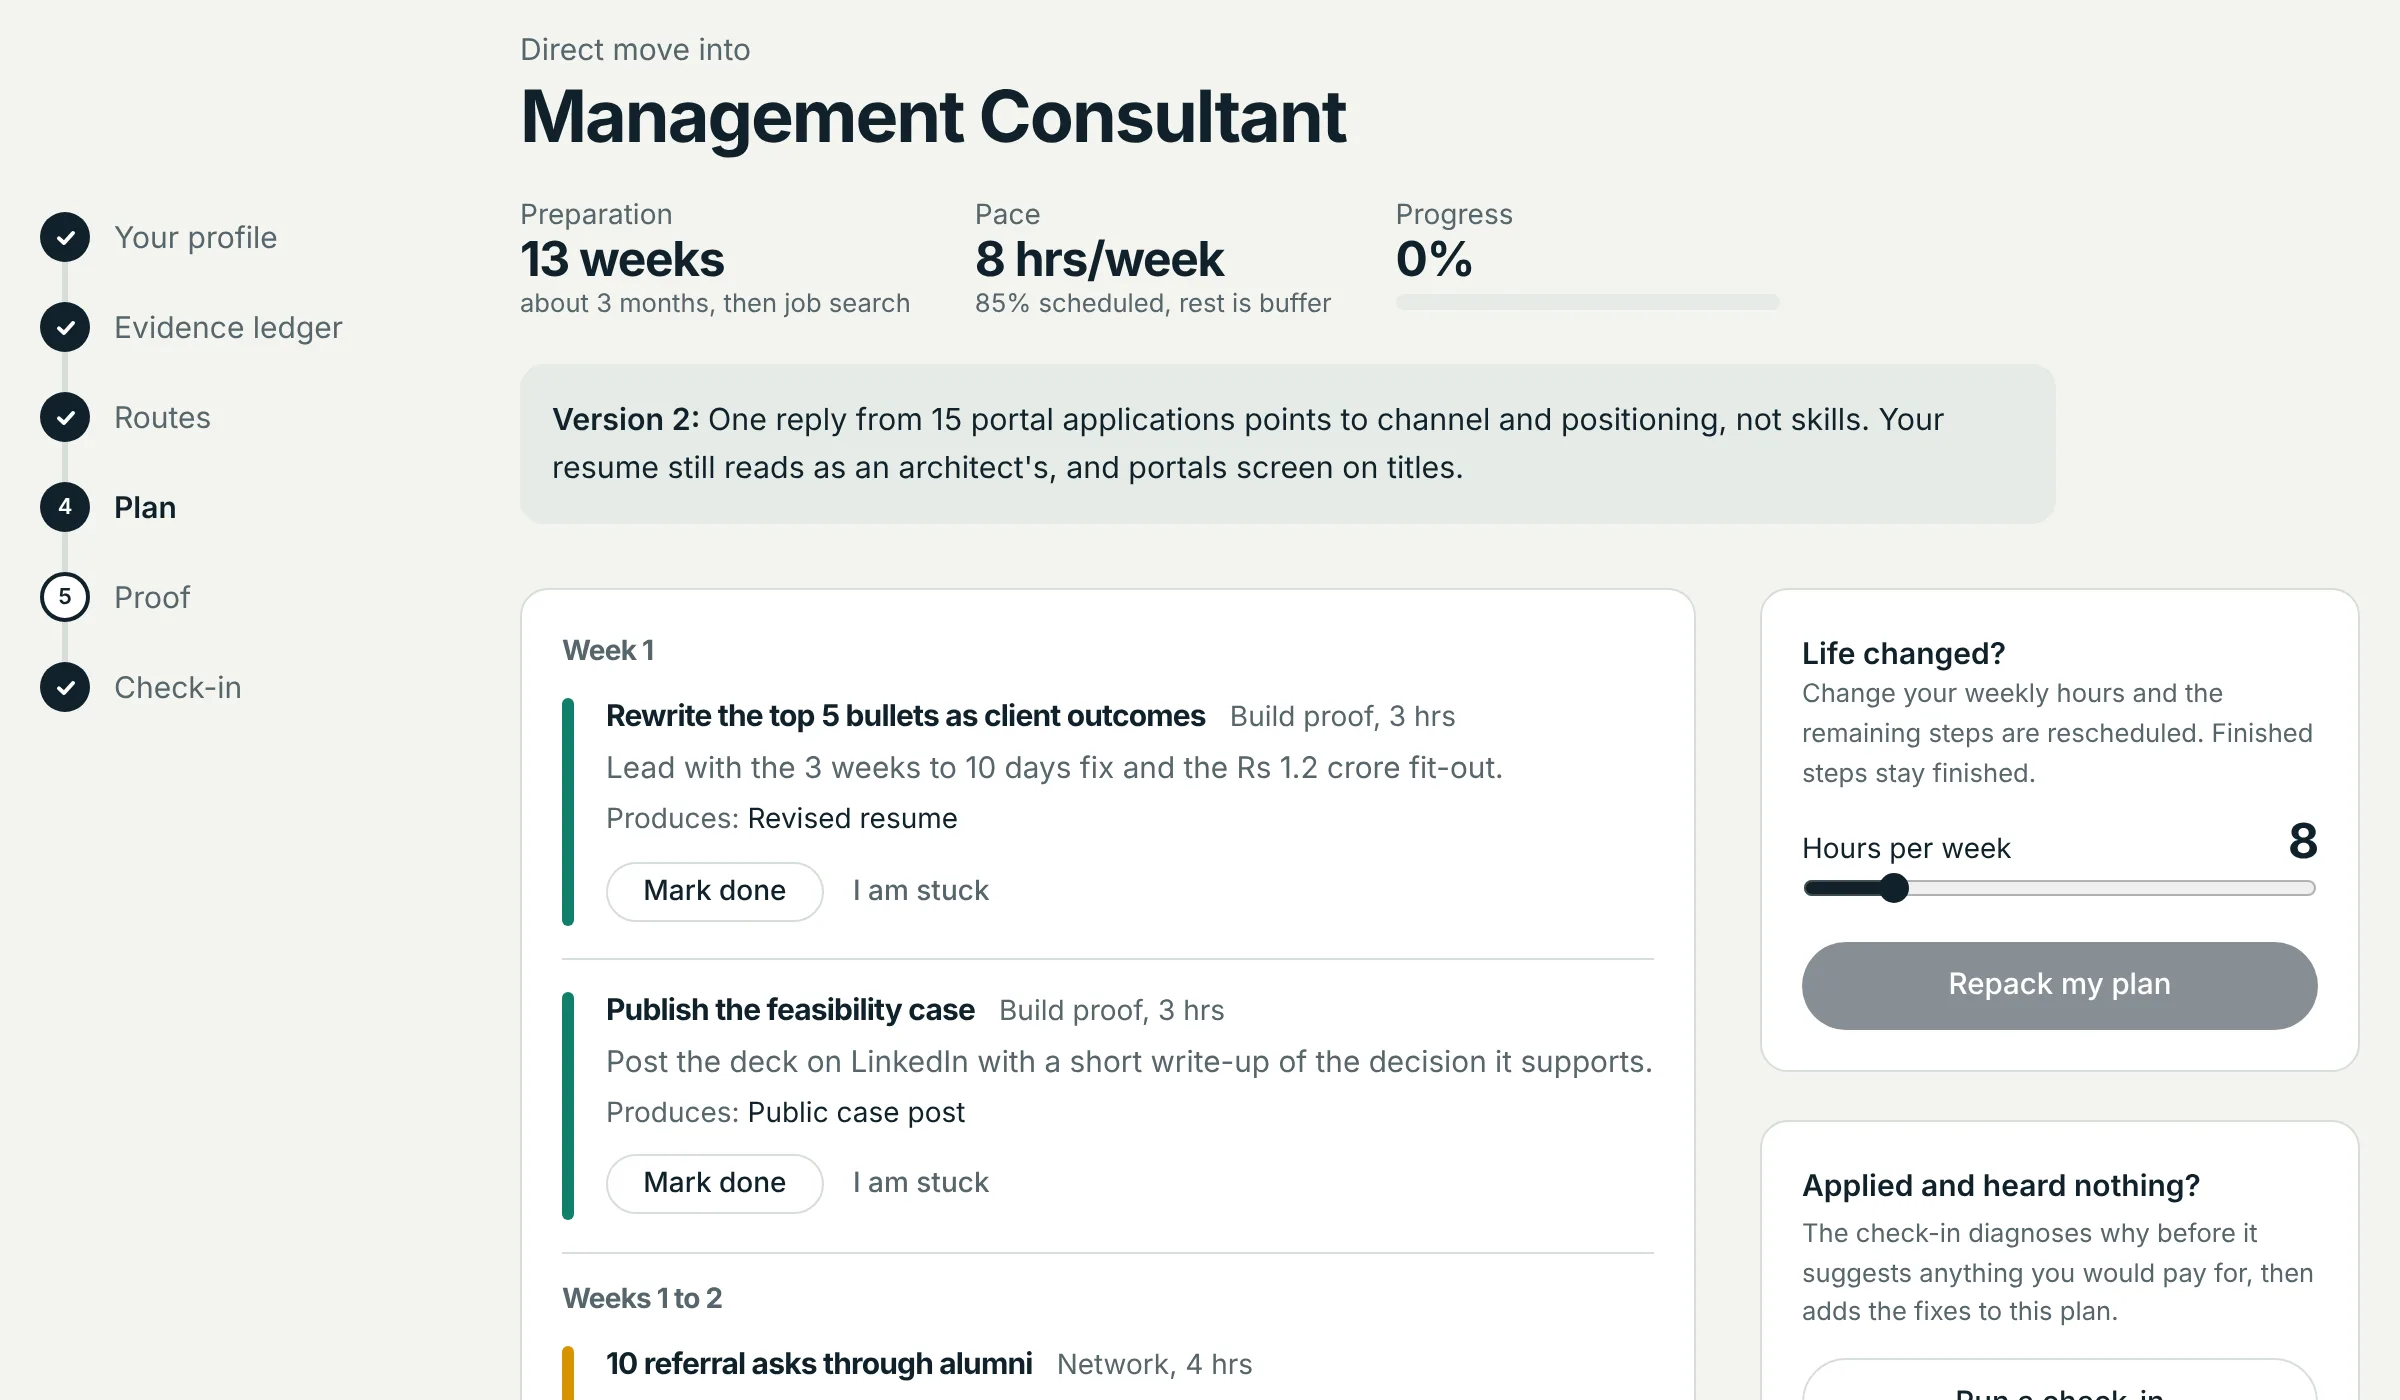 Direct move into
Management Consultant
Your profile
Evidence ledger
Routes
4 Plan
5 Proof
Check-in
Preparation
13 weeks
about 3 months, then job search
Pace
8 hrs/week
85% scheduled, rest is buffer
Progress
0%
Version 2: One reply from 15 portal applications points to channel and positioning, not skills. Your
resume still reads as an architect's, and portals screen on titles.
Week 1
Rewrite the top 5 bullets as client outcomes Build proof, 3 hrs
Lead with the 3 weeks to 10 days fix and the Rs 1.2 crore fit-out.
Produces: Revised resume
Mark done I am stuck
Publish the feasibility case Build proof, 3 hrs
Post the deck on LinkedIn with a short write-up of the decision it supports.
Produces: Public case post
Mark done I am stuck
Weeks 1 to 2
10 referral asks through alumni Network, 4 hrs
Life changed?
Change your weekly hours and the
remaining steps are rescheduled. Finished
steps stay finished.
Hours per week 8
Repack my plan
Applied and heard nothing?
The check-in diagnoses why before it
suggests anything you would pay for, then
adds the fixes to this plan.
Run a check-in